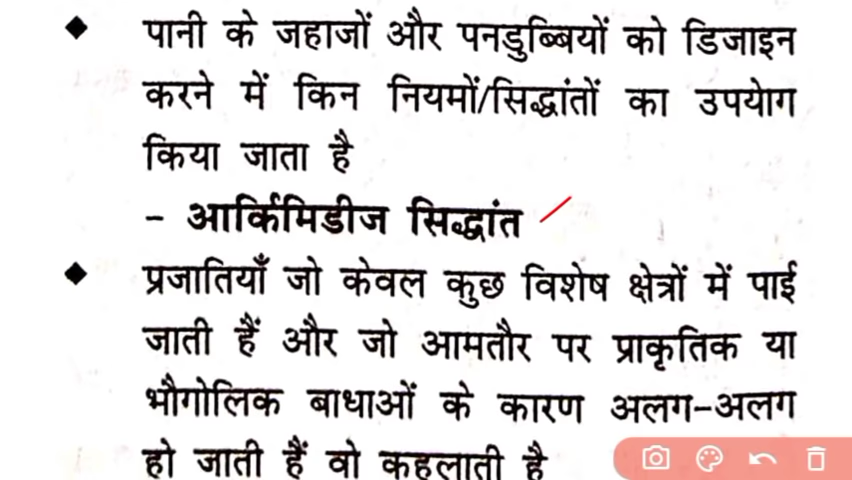 ◆ पानी के जहाजों और पनडुब्बियों को डिजाइन
करने में किन नियमों/सिद्धांतों का उपयोग
किया जाता है
- आर्किमिडीज सिद्धांत
◆ प्रजातियाँ जो केवल कुछ विशेष क्षेत्रों में पाई
जाती हैं और जो आमतौर पर प्राकृतिक या
भौगोलिक बाधाओं के कारण अलग-अलग
हो जाती हैं वो कहलाती है